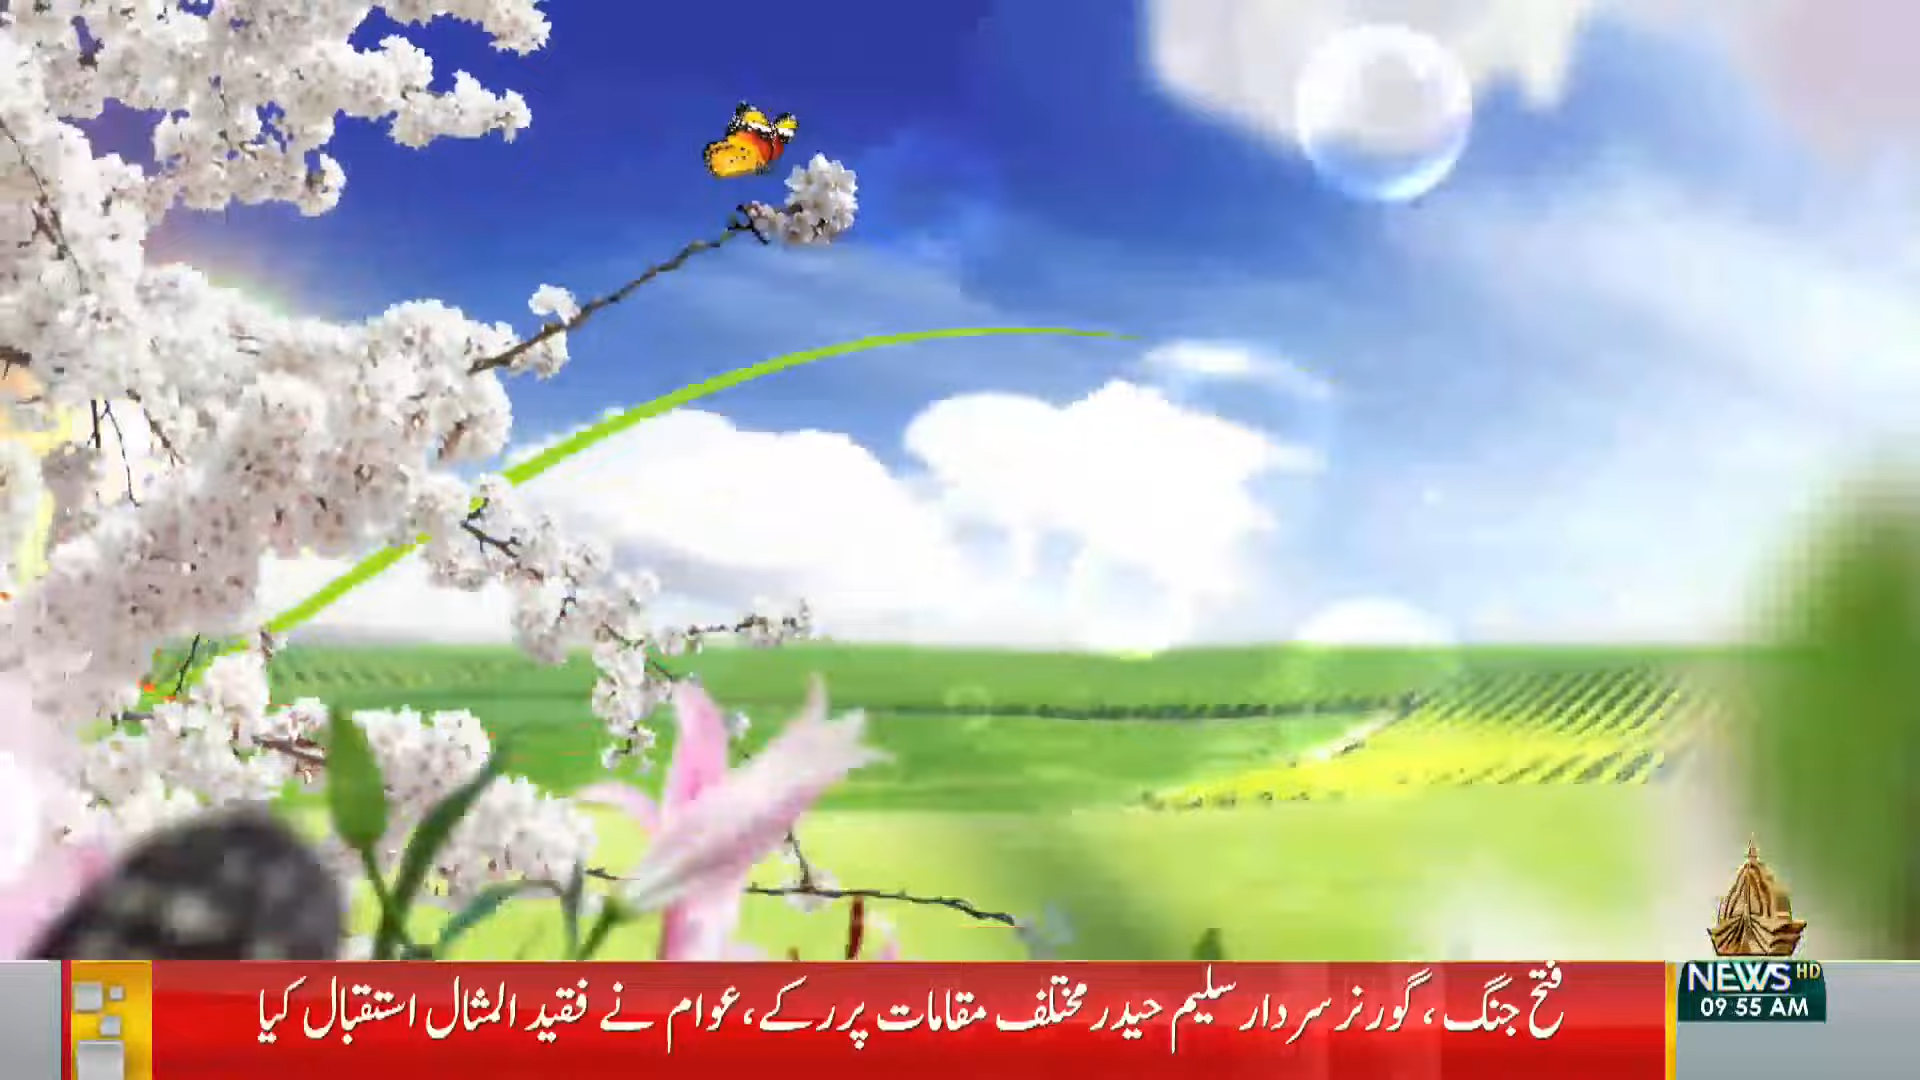 فتح جنگ، گورنر سردار سلیم حیدر مختلف مقامات پر رکے، عوام نے فقید المثال استقبال کیا
NEWS HD
09 55 AM